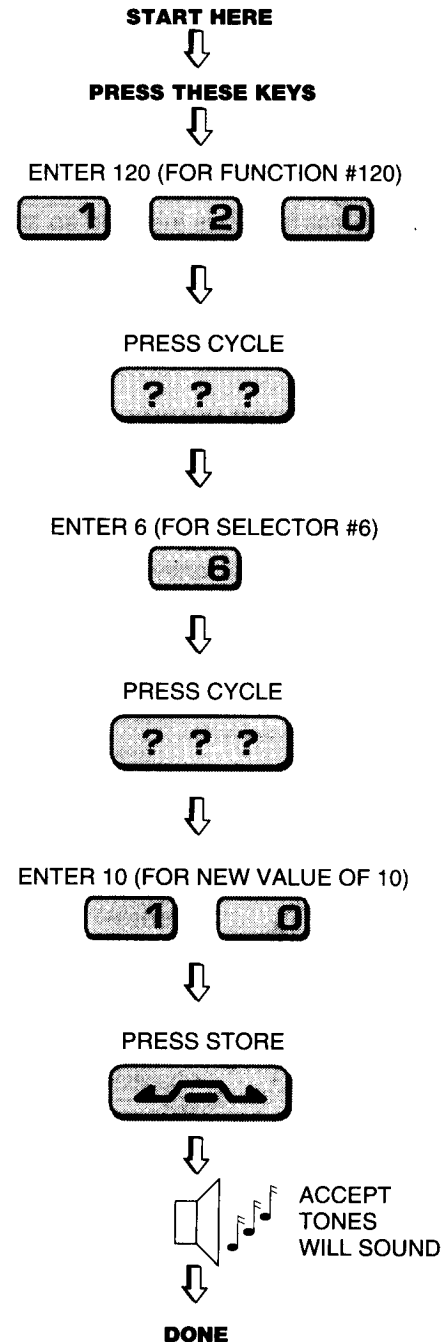 START HERE
PRESS THESE KEYS
ENTER 120 (FOR FUNCTION #120)
1 2 0
PRESS CYCLE
? ? ?
ENTER 6 (FOR SELECTOR #6)
6
PRESS CYCLE
? ? ?
ENTER 10 (FOR NEW VALUE OF 10)
1 0
PRESS STORE
ACCEPT
TONES
WILL SOUND
DONE